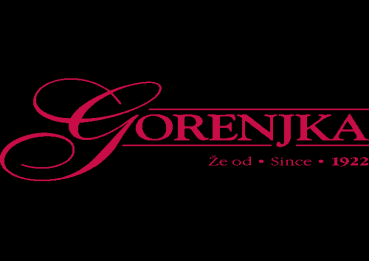 GORENJKA
Že od • Since • 1922